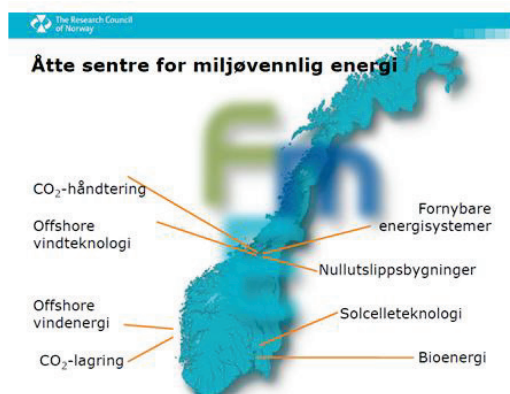 The Research Council
of Norway
Åtte sentre for miljøvennlig energi
CO₂-håndtering
Offshore
vindteknologi
Fornybare
energisystemer
Nullutslippsbygninger
Offshore
vindenergi
CO₂-lagring
Solcelleteknologi
Bioenergi
Fm
E